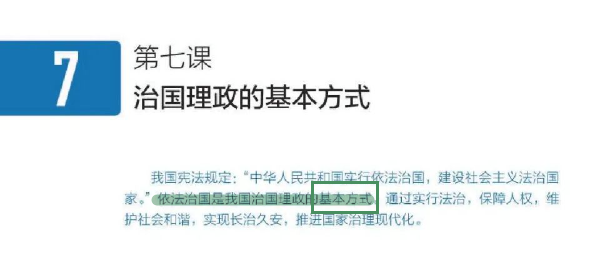 7
第七课
治国理政的基本方式
我国宪法规定：“中华人民共和国实行依法治国，建设社会主义法治国
家。”依法治国是我国治国理政的基本方式，通过实行法治，保障人权，维
护社会和谐，实现长治久安，推进国家治理现代化。